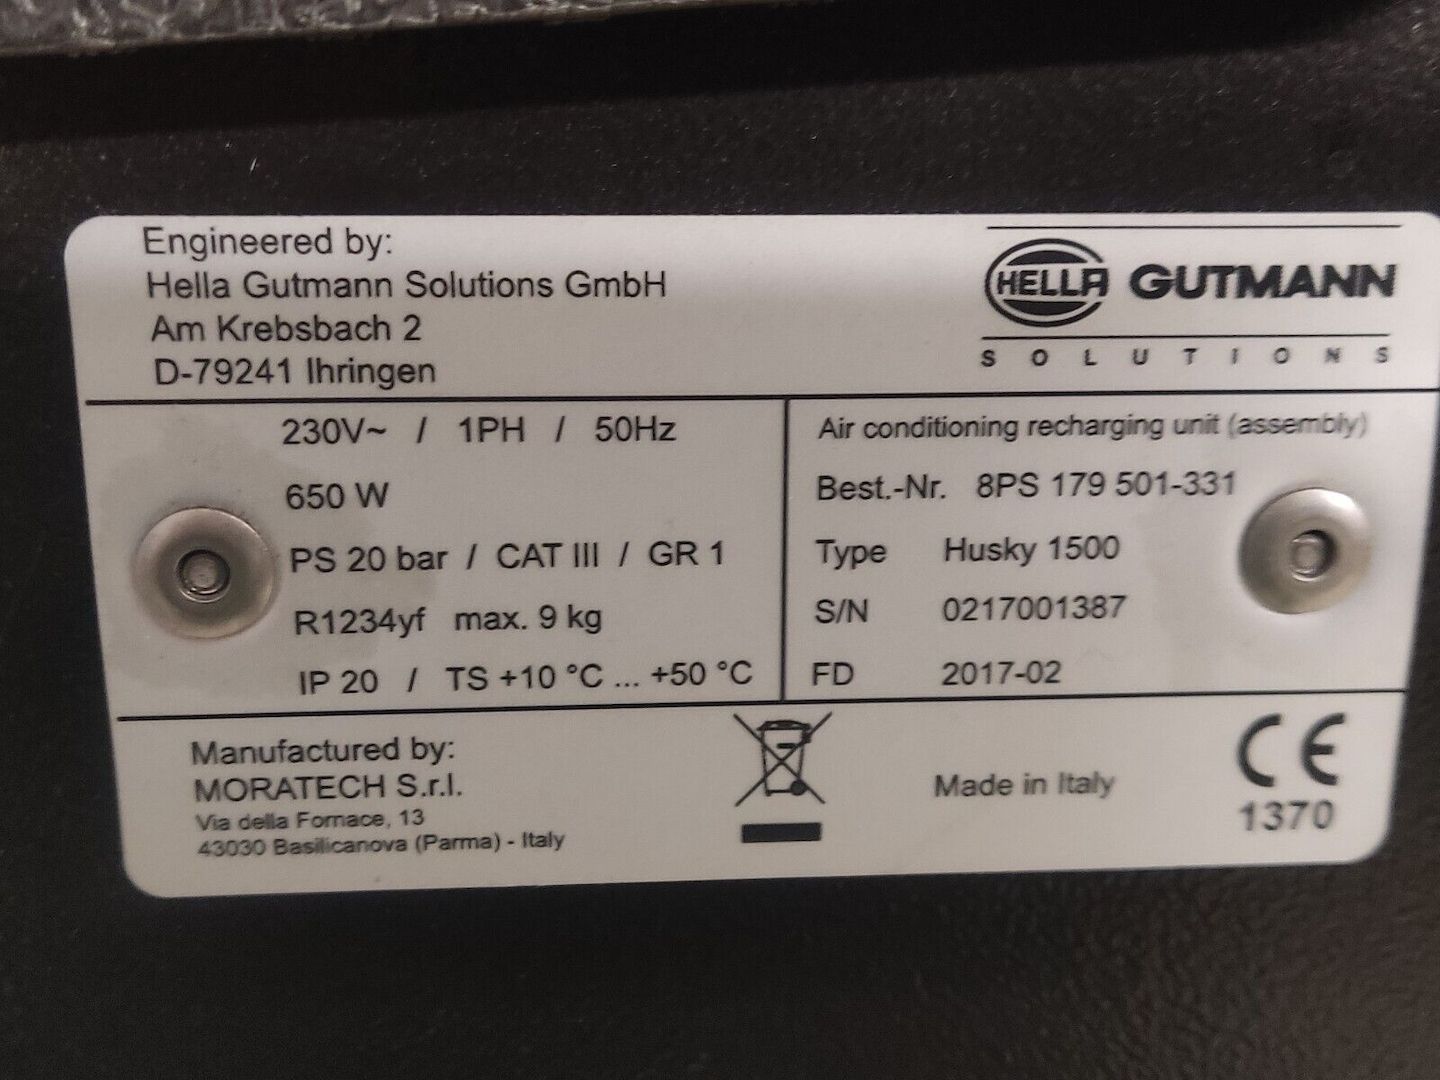 Engineered by:
Hella Gutmann Solutions GmbH
Am Krebsbach 2
D-79241 Ihringen
HELLA GUTMANN
SOLUTIONS
230V~ / 1PH / 50Hz
650 W
PS 20 bar / CAT III / GR 1
R1234yf max. 9 kg
IP 20 / TS +10 °C ... +50 °C
Air conditioning recharging unit (assembly)
Best.-Nr. 8PS 179 501-331
Type Husky 1500
S/N 0217001387
FD 2017-02
Manufactured by:
MORATECH S.r.l.
Via della Fornace, 13
43030 Basilicanova (Parma) - Italy
Made in Italy
CE
1370